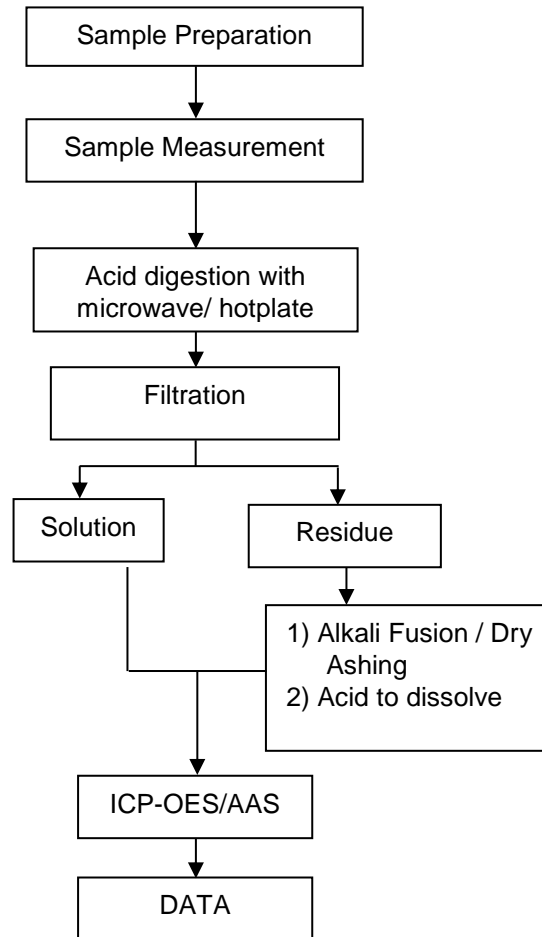 Sample Preparation
Sample Measurement
Acid digestion with
microwave/ hotplate
Filtration
Solution
Residue
1) Alkali Fusion / Dry
Ashing
2) Acid to dissolve
ICP-OES/AAS
DATA